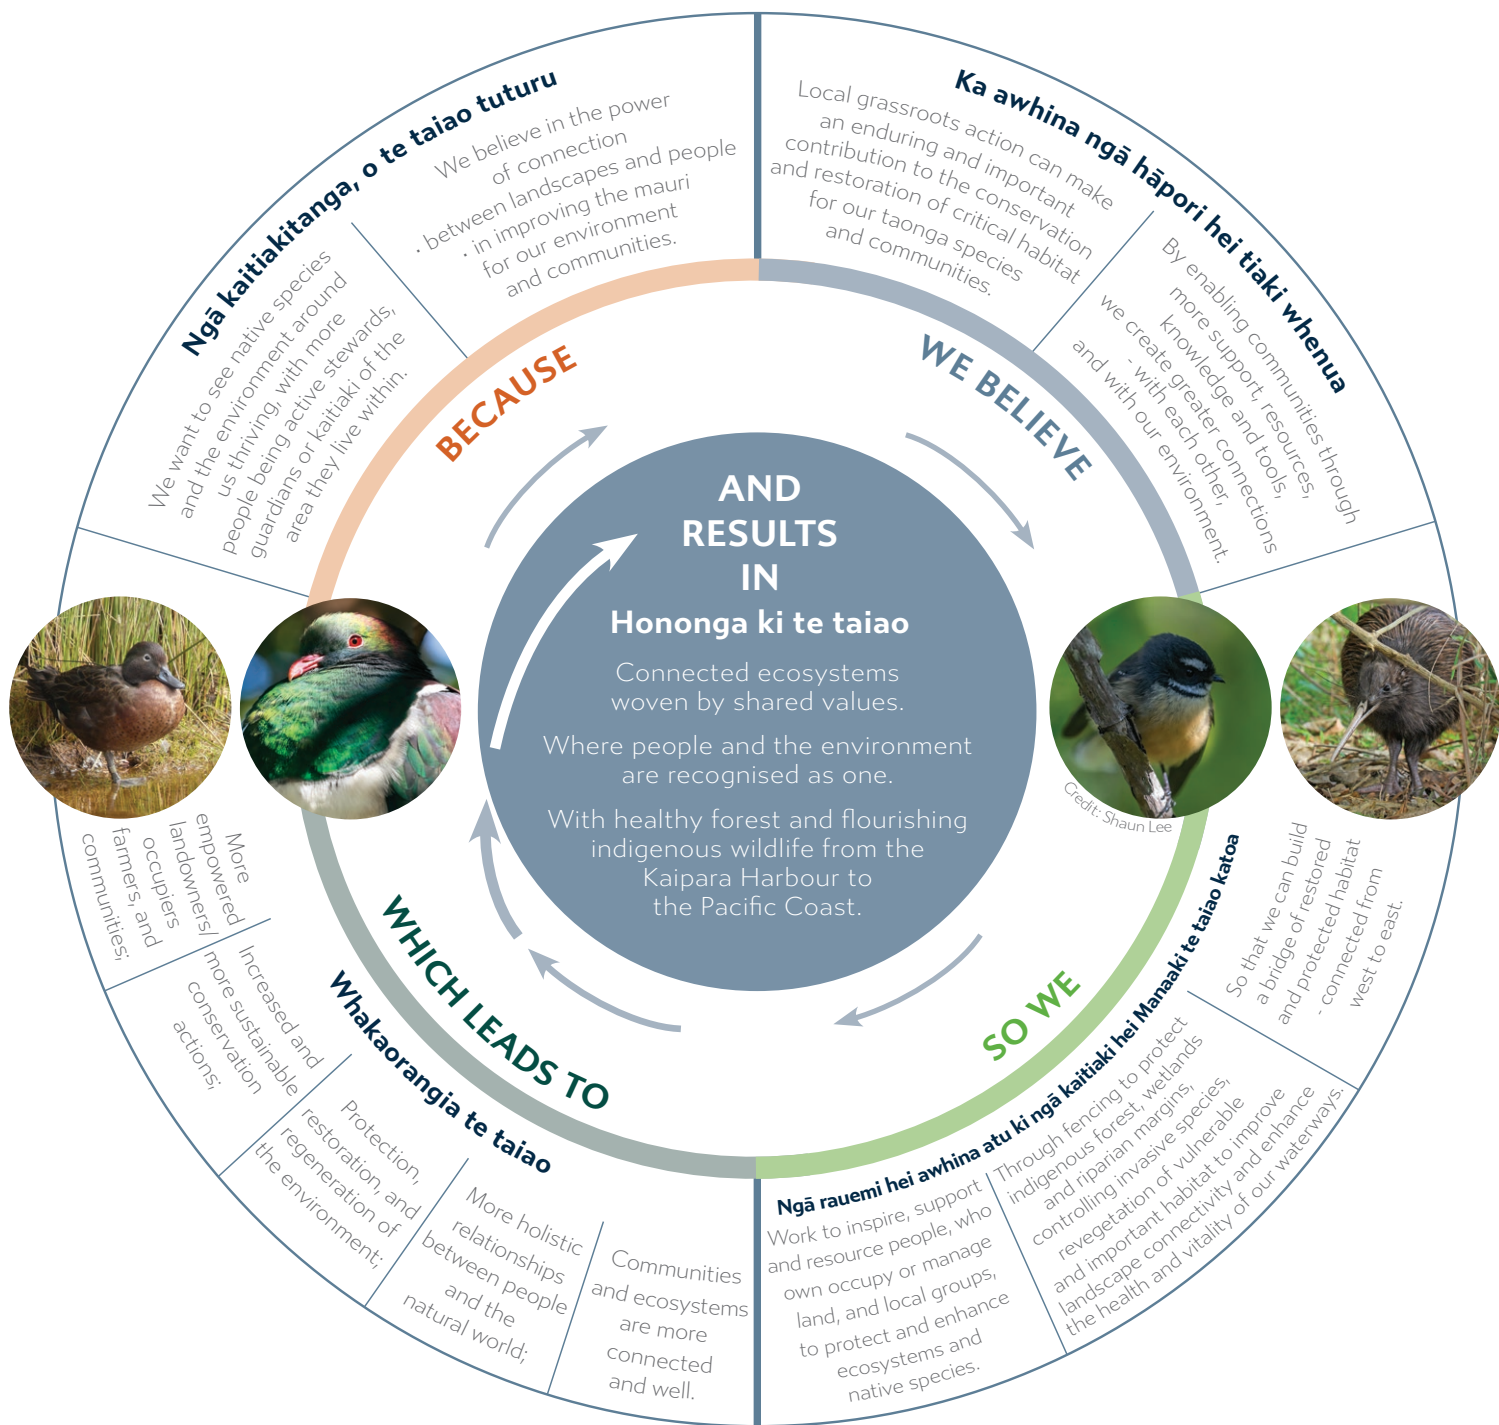 Ngā kaitiakitanga, o te taiao tuturu
We believe in the power
of connection
· between landscapes and people
· in improving the mauri
for our environment
and communities.
We want to see native species
and the environment around
us thriving, with more
people being active stewards,
guardians or kaitiaki of the
area they live within.
BECAUSE
Ka awhina ngā hāpori hei tiaki whenua
Local grassroots action can make
an enduring and important
contribution to the conservation
and restoration of critical habitat
for our taonga species
and communities.
By enabling communities through
more support, resources,
knowledge and tools,
we create greater connections
- with each other,
and with our environment.
WE BELIEVE
AND
RESULTS
IN
Hononga ki te taiao
Connected ecosystems
woven by shared values.
Where people and the environment
are recognised as one.
With healthy forest and flourishing
indigenous wildlife from the
Kaipara Harbour to
the Pacific Coast.
Credit: Shaun Lee
SO WE
Ngā rauemi hei awhina atu ki ngā kaitiaki hei Manaaki te taiao katoa
So that we can build
a bridge of restored
and protected habitat
- connected from
west to east.
Through fencing to protect
indigenous forest, wetlands
and riparian margins,
controlling invasive species,
revegetation of vulnerable
and important habitat to improve
landscape connectivity and enhance
the health and vitality of our waterways.
Work to inspire, support
and resource people, who
own occupy or manage
land, and local groups,
to protect and enhance
ecosystems and
native species.
WHICH LEADS TO
Whakaorangia te taiao
Communities
and ecosystems
are more
connected
and well.
More holistic
relationships
between people
and the
natural world;
Protection,
restoration, and
regeneration of
the environment;
Increased and
more sustainable
conservation
actions;
More
empowered
landowners/
occupiers
farmers, and
communities;